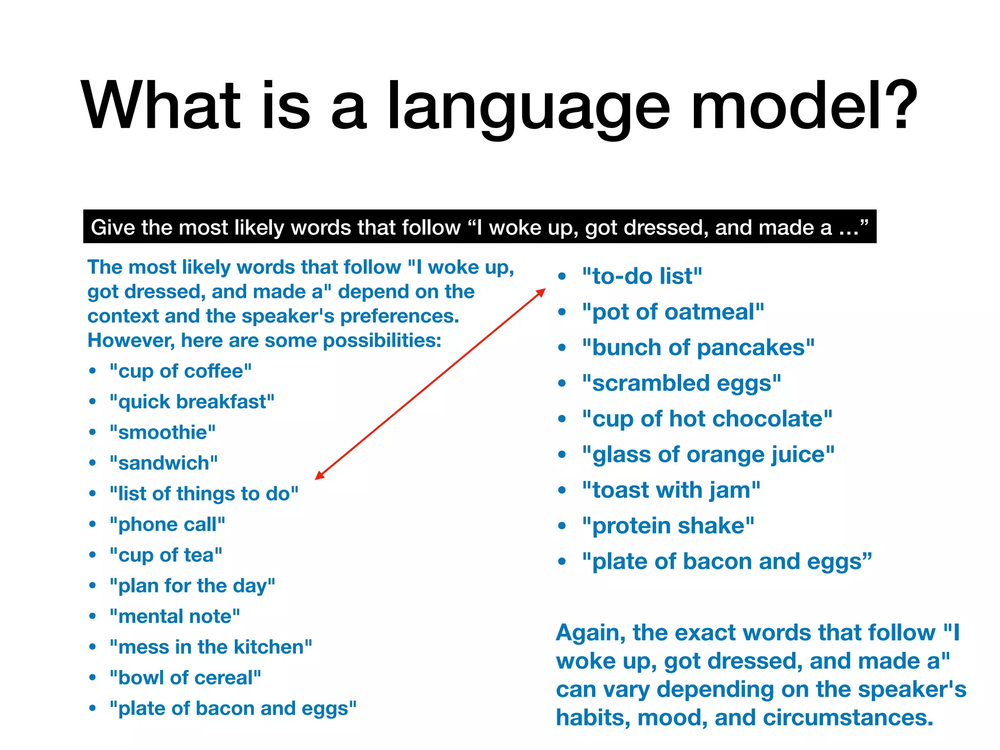 What is a language model?
Give the most likely words that follow “I woke up, got dressed, and made a …”
The most likely words that follow "I woke up,
got dressed, and made a" depend on the
context and the speaker's preferences.
However, here are some possibilities:
• "cup of coffee"
• "quick breakfast"
• "smoothie"
• "sandwich"
• "list of things to do"
• "phone call"
• "cup of tea"
• "plan for the day"
• "mental note"
• "mess in the kitchen"
• "bowl of cereal"
• "plate of bacon and eggs"
• "to-do list"
• "pot of oatmeal"
• "bunch of pancakes"
• "scrambled eggs"
• "cup of hot chocolate"
• "glass of orange juice"
• "toast with jam"
• "protein shake"
• "plate of bacon and eggs”
Again, the exact words that follow "I
woke up, got dressed, and made a"
can vary depending on the speaker's
habits, mood, and circumstances.